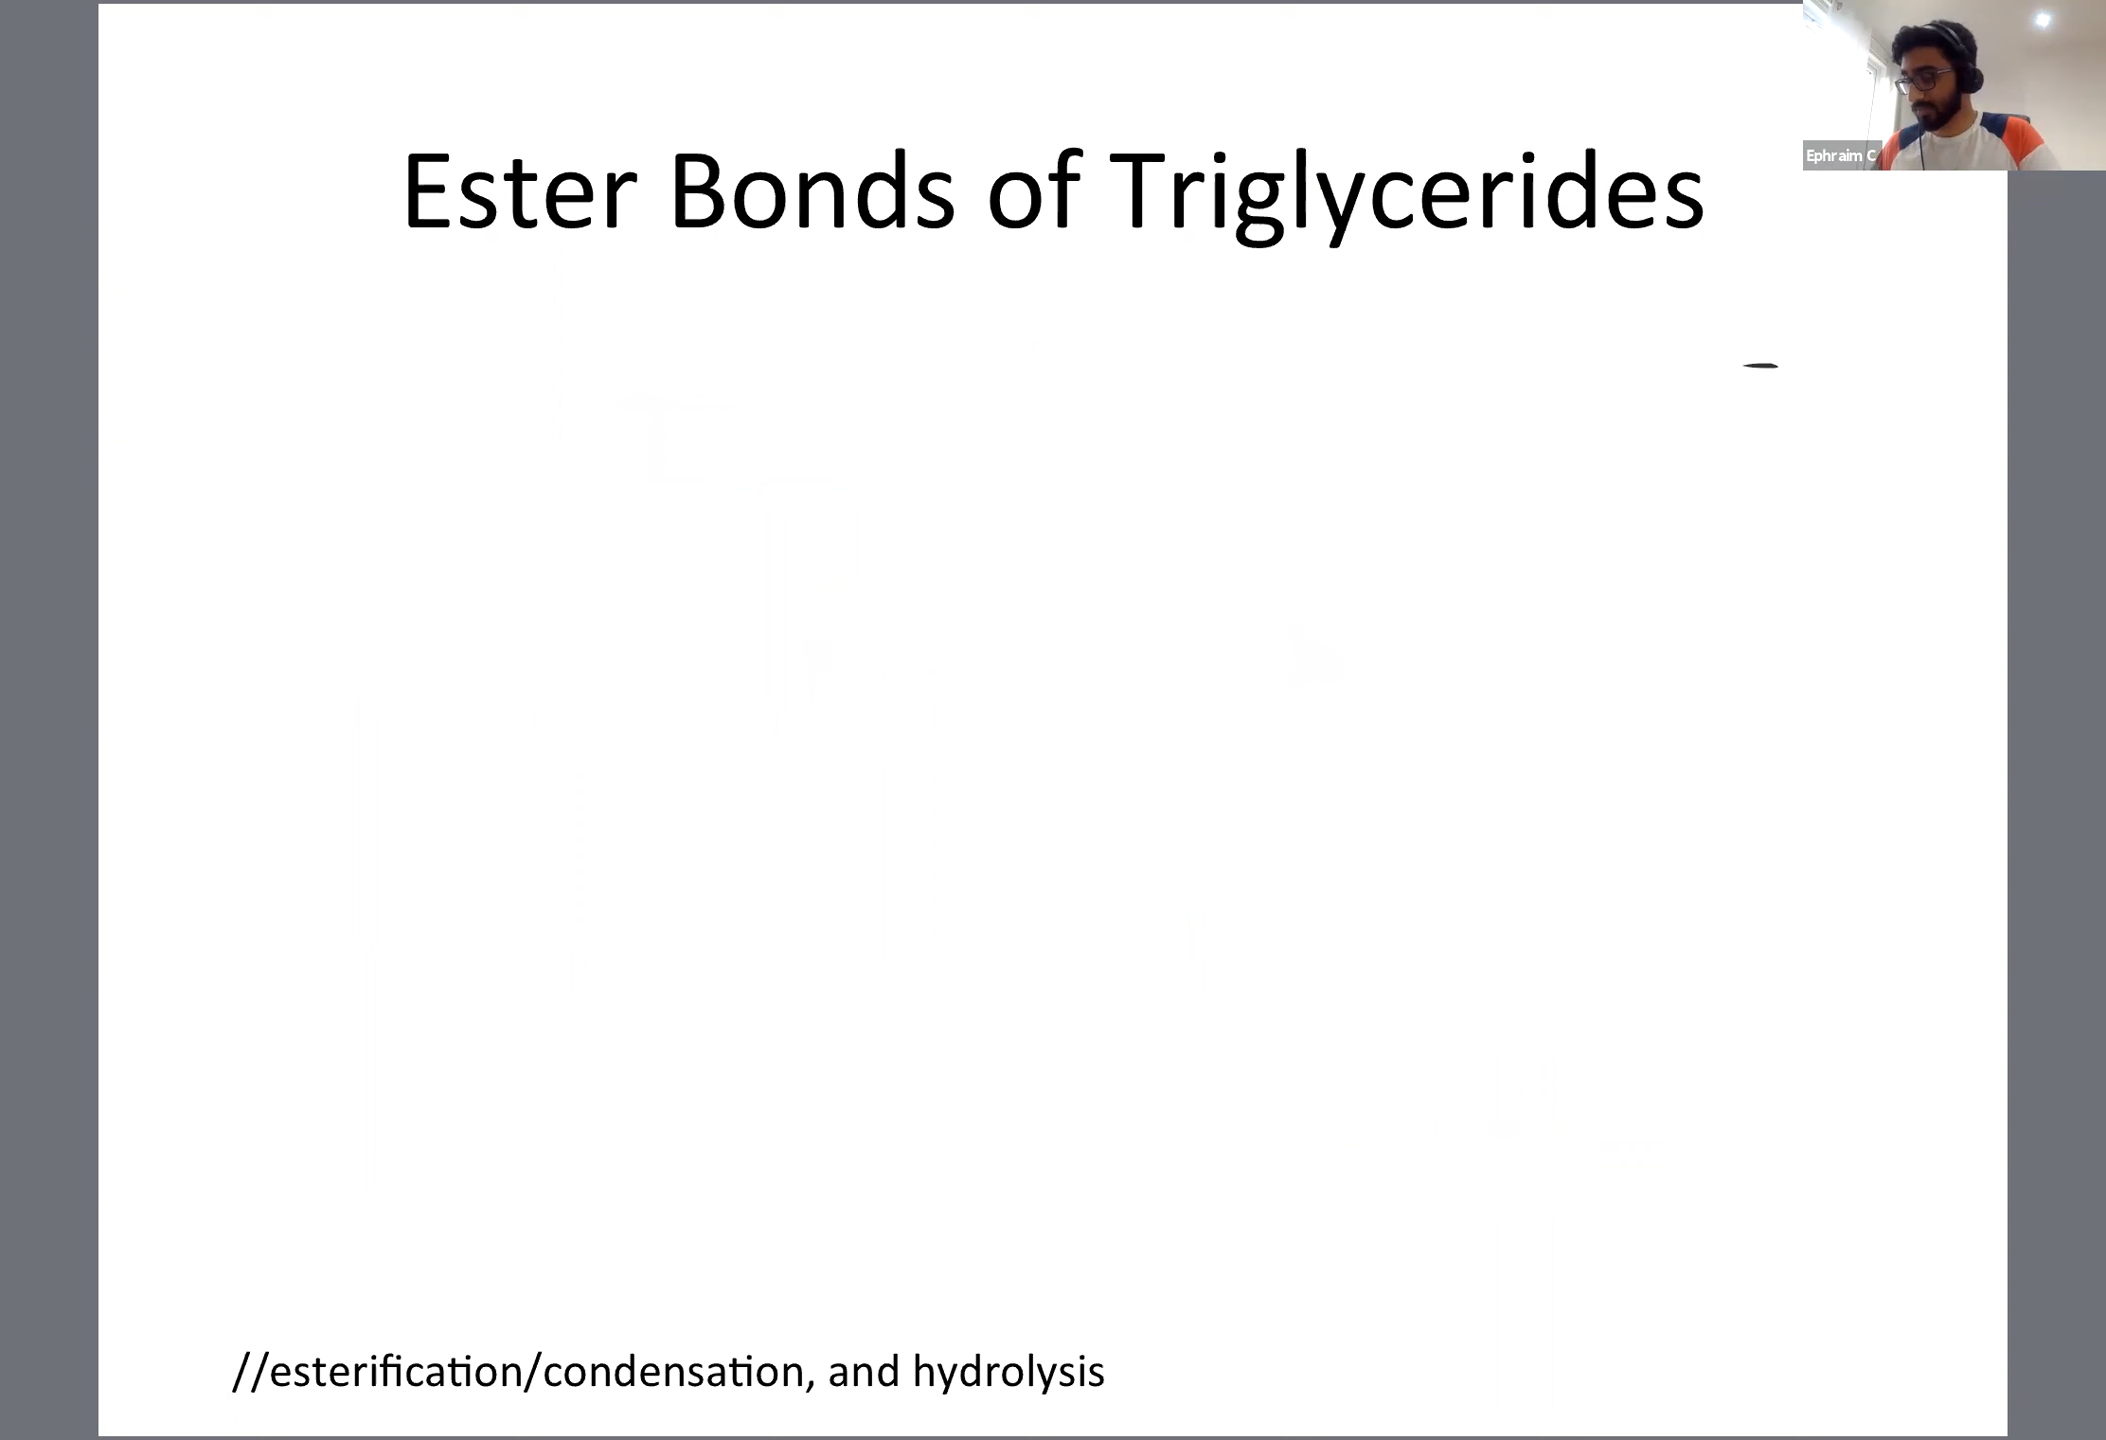 Ester Bonds of Triglycerides
Ephraim C
//esterification/condensation, and hydrolysis